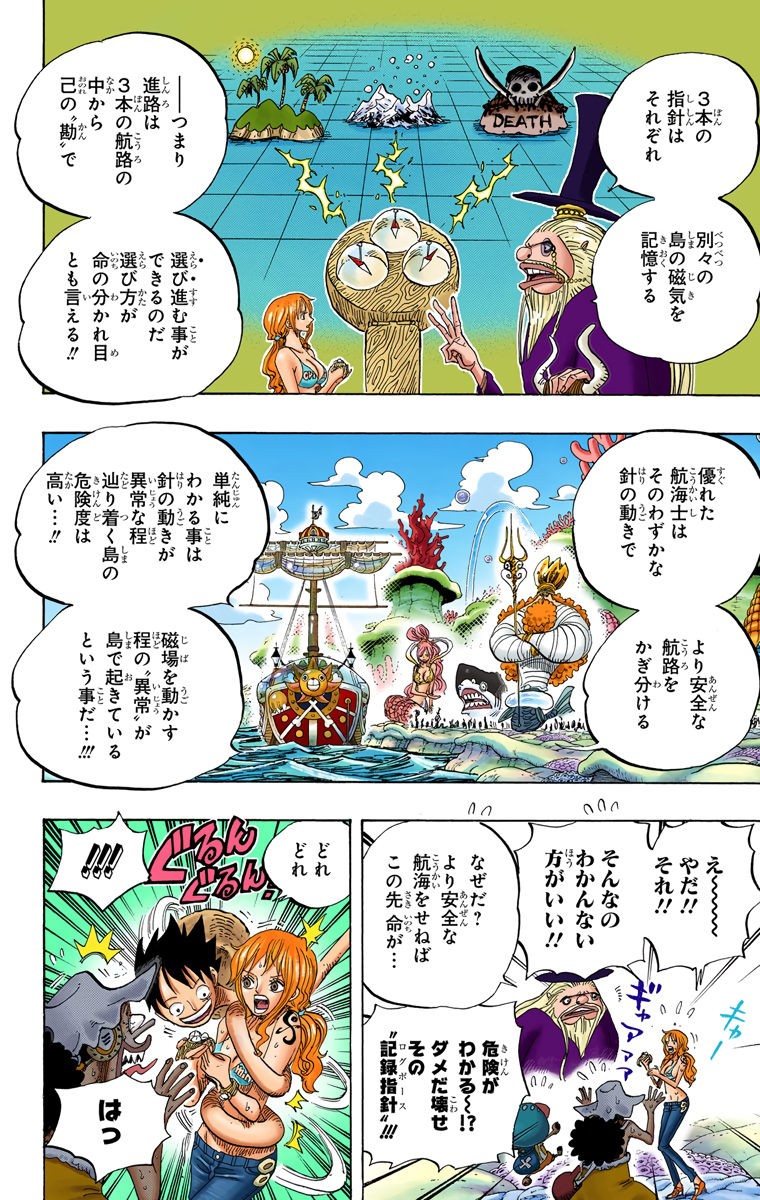 3本の
指針は
それぞれ
別々の
島の磁気を
記憶する
DEATH
――つまり
進路は
3本の航路の
中から
己の〝勘〟で
選び進む事が
できるのだ
選び方が
命の分かれ目
とも言える!!
優れた
航海士は
そのわずかな
針の動きで
より安全な
航路を
かぎ分ける
単純に
わかる事は
針の動きが
異常な程
辿り着く島の
危険度は
高い…!!
磁場を動かす
程の〝異常〟が
島で起きている
という事だ…!!!
え〜〜〜
やだ!!
それ!!
そんなの
わかんない
方がいい!!
なぜだ?
より安全な
航海をせねば
この先 命が…
ギャアアア
ギャー
危険が
わかる〜!?
ダメだ壊せ
その
〝記録指針〟!!!
どれ
どれ
ぐるん
ぐるん
!!!
はっ